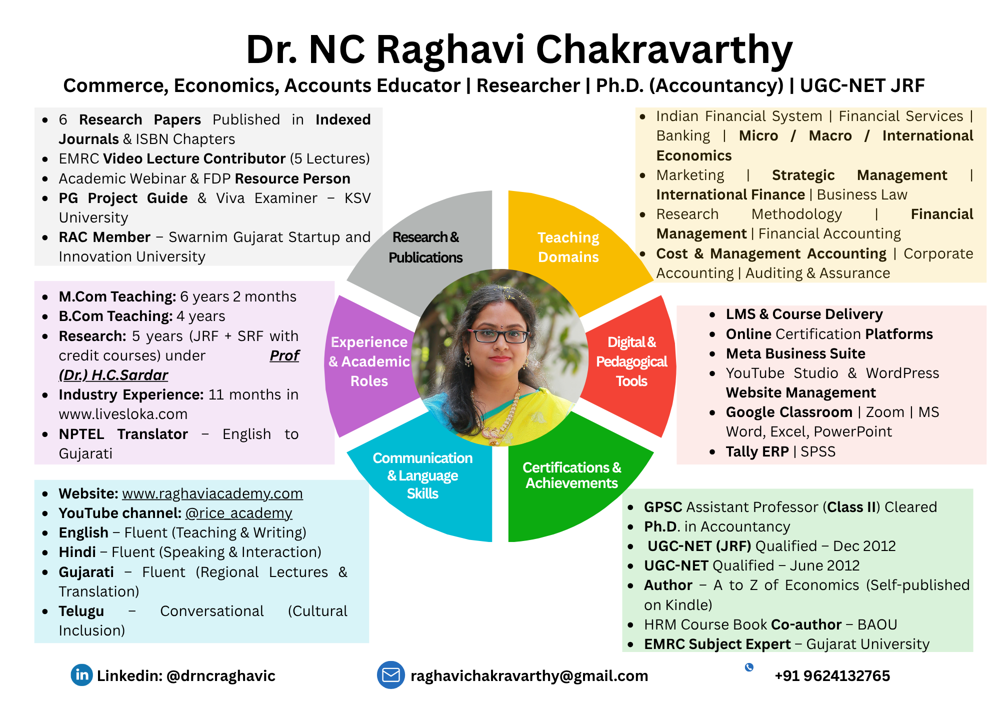 Dr. NC Raghavi Chakravarthy
Commerce, Economics, Accounts Educator | Researcher | Ph.D. (Accountancy) | UGC-NET JRF
• 6 Research Papers Published in Indexed
Journals & ISBN Chapters
• EMRC Video Lecture Contributor (5 Lectures)
• Academic Webinar & FDP Resource Person
• PG Project Guide & Viva Examiner – KSV
University
• RAC Member – Swarnim Gujarat Startup and
Innovation University
Research &
Publications
Teaching
Domains
• Indian Financial System | Financial Services |
Banking | Micro / Macro / International
Economics
• Marketing | Strategic Management |
International Finance | Business Law
• Research Methodology | Financial
Management | Financial Accounting
• Cost & Management Accounting | Corporate
Accounting | Auditing & Assurance
• M.Com Teaching: 6 years 2 months
• B.Com Teaching: 4 years
• Research: 5 years (JRF + SRF with
credit courses) under Prof
(Dr.) H.C.Sardar
• Industry Experience: 11 months in
www.livesloka.com
• NPTEL Translator – English to
Gujarati
Experience
& Academic
Roles
Digital &
Pedagogical
Tools
• LMS & Course Delivery
• Online Certification Platforms
• Meta Business Suite
• YouTube Studio & WordPress
Website Management
• Google Classroom | Zoom | MS
Word, Excel, PowerPoint
• Tally ERP | SPSS
• Website: www.raghaviacademy.com
• YouTube channel: @rice_academy
• English – Fluent (Teaching & Writing)
• Hindi – Fluent (Speaking & Interaction)
• Gujarati – Fluent (Regional Lectures &
Translation)
• Telugu – Conversational (Cultural
Inclusion)
Communication
& Language
Skills
Certifications &
Achievements
• GPSC Assistant Professor (Class II) Cleared
• Ph.D. in Accountancy
• UGC-NET (JRF) Qualified – Dec 2012
• UGC-NET Qualified – June 2012
• Author – A to Z of Economics (Self-published
on Kindle)
• HRM Course Book Co-author – BAOU
• EMRC Subject Expert – Gujarat University
in Linkedin: @drncraghavic
raghavichakravarthy@gmail.com
+91 9624132765